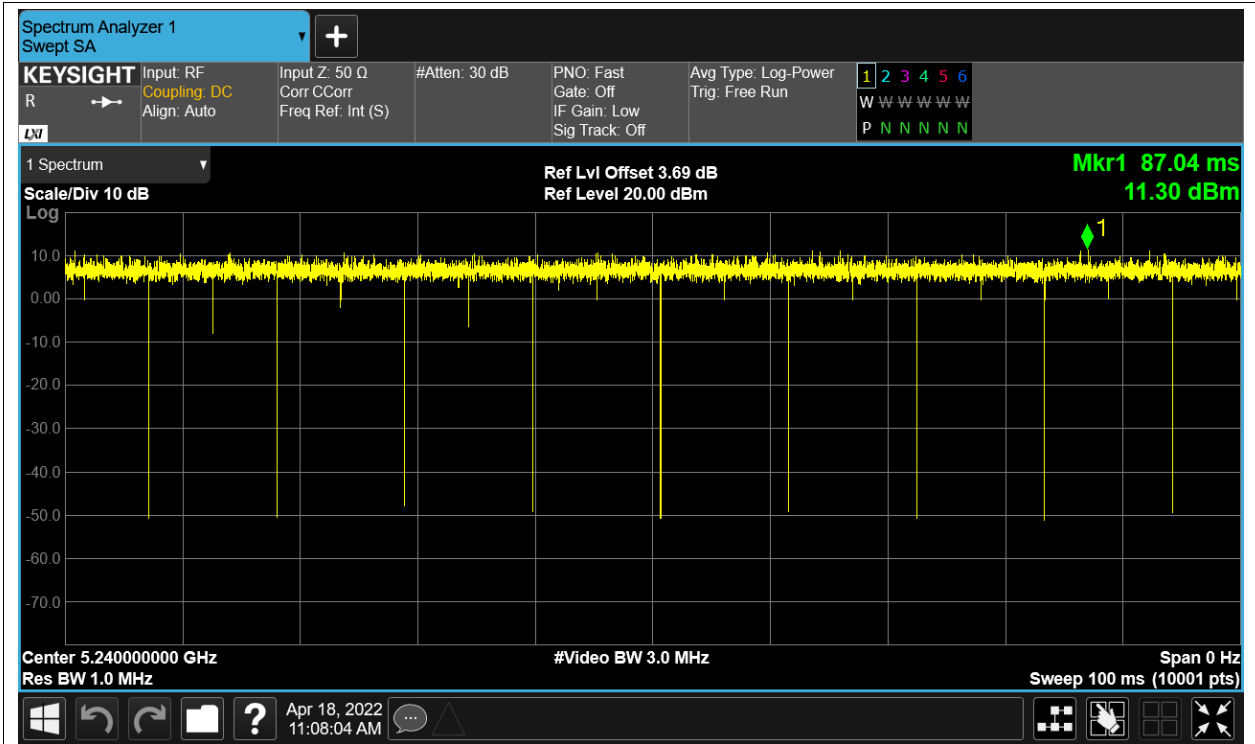 Spectrum Analyzer 1
Swept SA
KEYSIGHT
R
LXI
Input: RF
Coupling: DC
Align: Auto
Input Z: 50 Ω
Corr CCorr
Freq Ref: Int (S)
#Atten: 30 dB
PNO: Fast
Gate: Off
IF Gain: Low
Sig Track: Off
Avg Type: Log-Power
Trig: Free Run
1 2 3 4 5 6
W W W W W W
P N N N N N
1 Spectrum
Scale/Div 10 dB
Log
Ref Lvl Offset 3.69 dB
Ref Level 20.00 dBm
Mkr1 87.04 ms
11.30 dBm
1
10.0
0.00
-10.0
-20.0
-30.0
-40.0
-50.0
-60.0
-70.0
Center 5.240000000 GHz
Res BW 1.0 MHz
#Video BW 3.0 MHz
Span 0 Hz
Sweep 100 ms (10001 pts)
?
Apr 18, 2022
11:08:04 AM